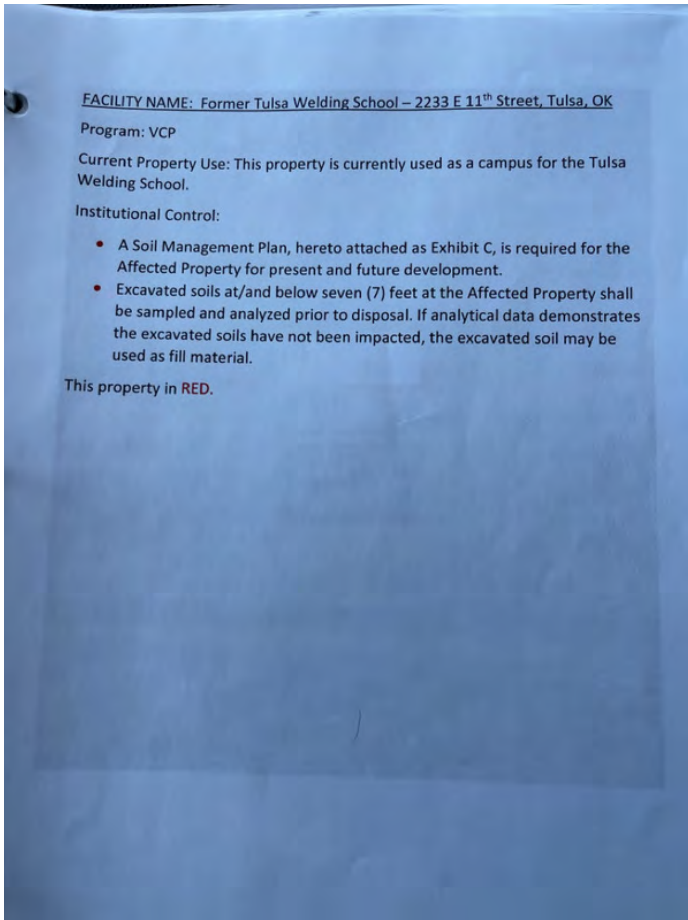 FACILITY NAME: Former Tulsa Welding School – 2233 E 11th Street, Tulsa, OK
Program: VCP
Current Property Use: This property is currently used as a campus for the Tulsa
Welding School.
Institutional Control:
• A Soil Management Plan, hereto attached as Exhibit C, is required for the
Affected Property for present and future development.
• Excavated soils at/and below seven (7) feet at the Affected Property shall
be sampled and analyzed prior to disposal. If analytical data demonstrates
the excavated soils have not been impacted, the excavated soil may be
used as fill material.
This property in RED.